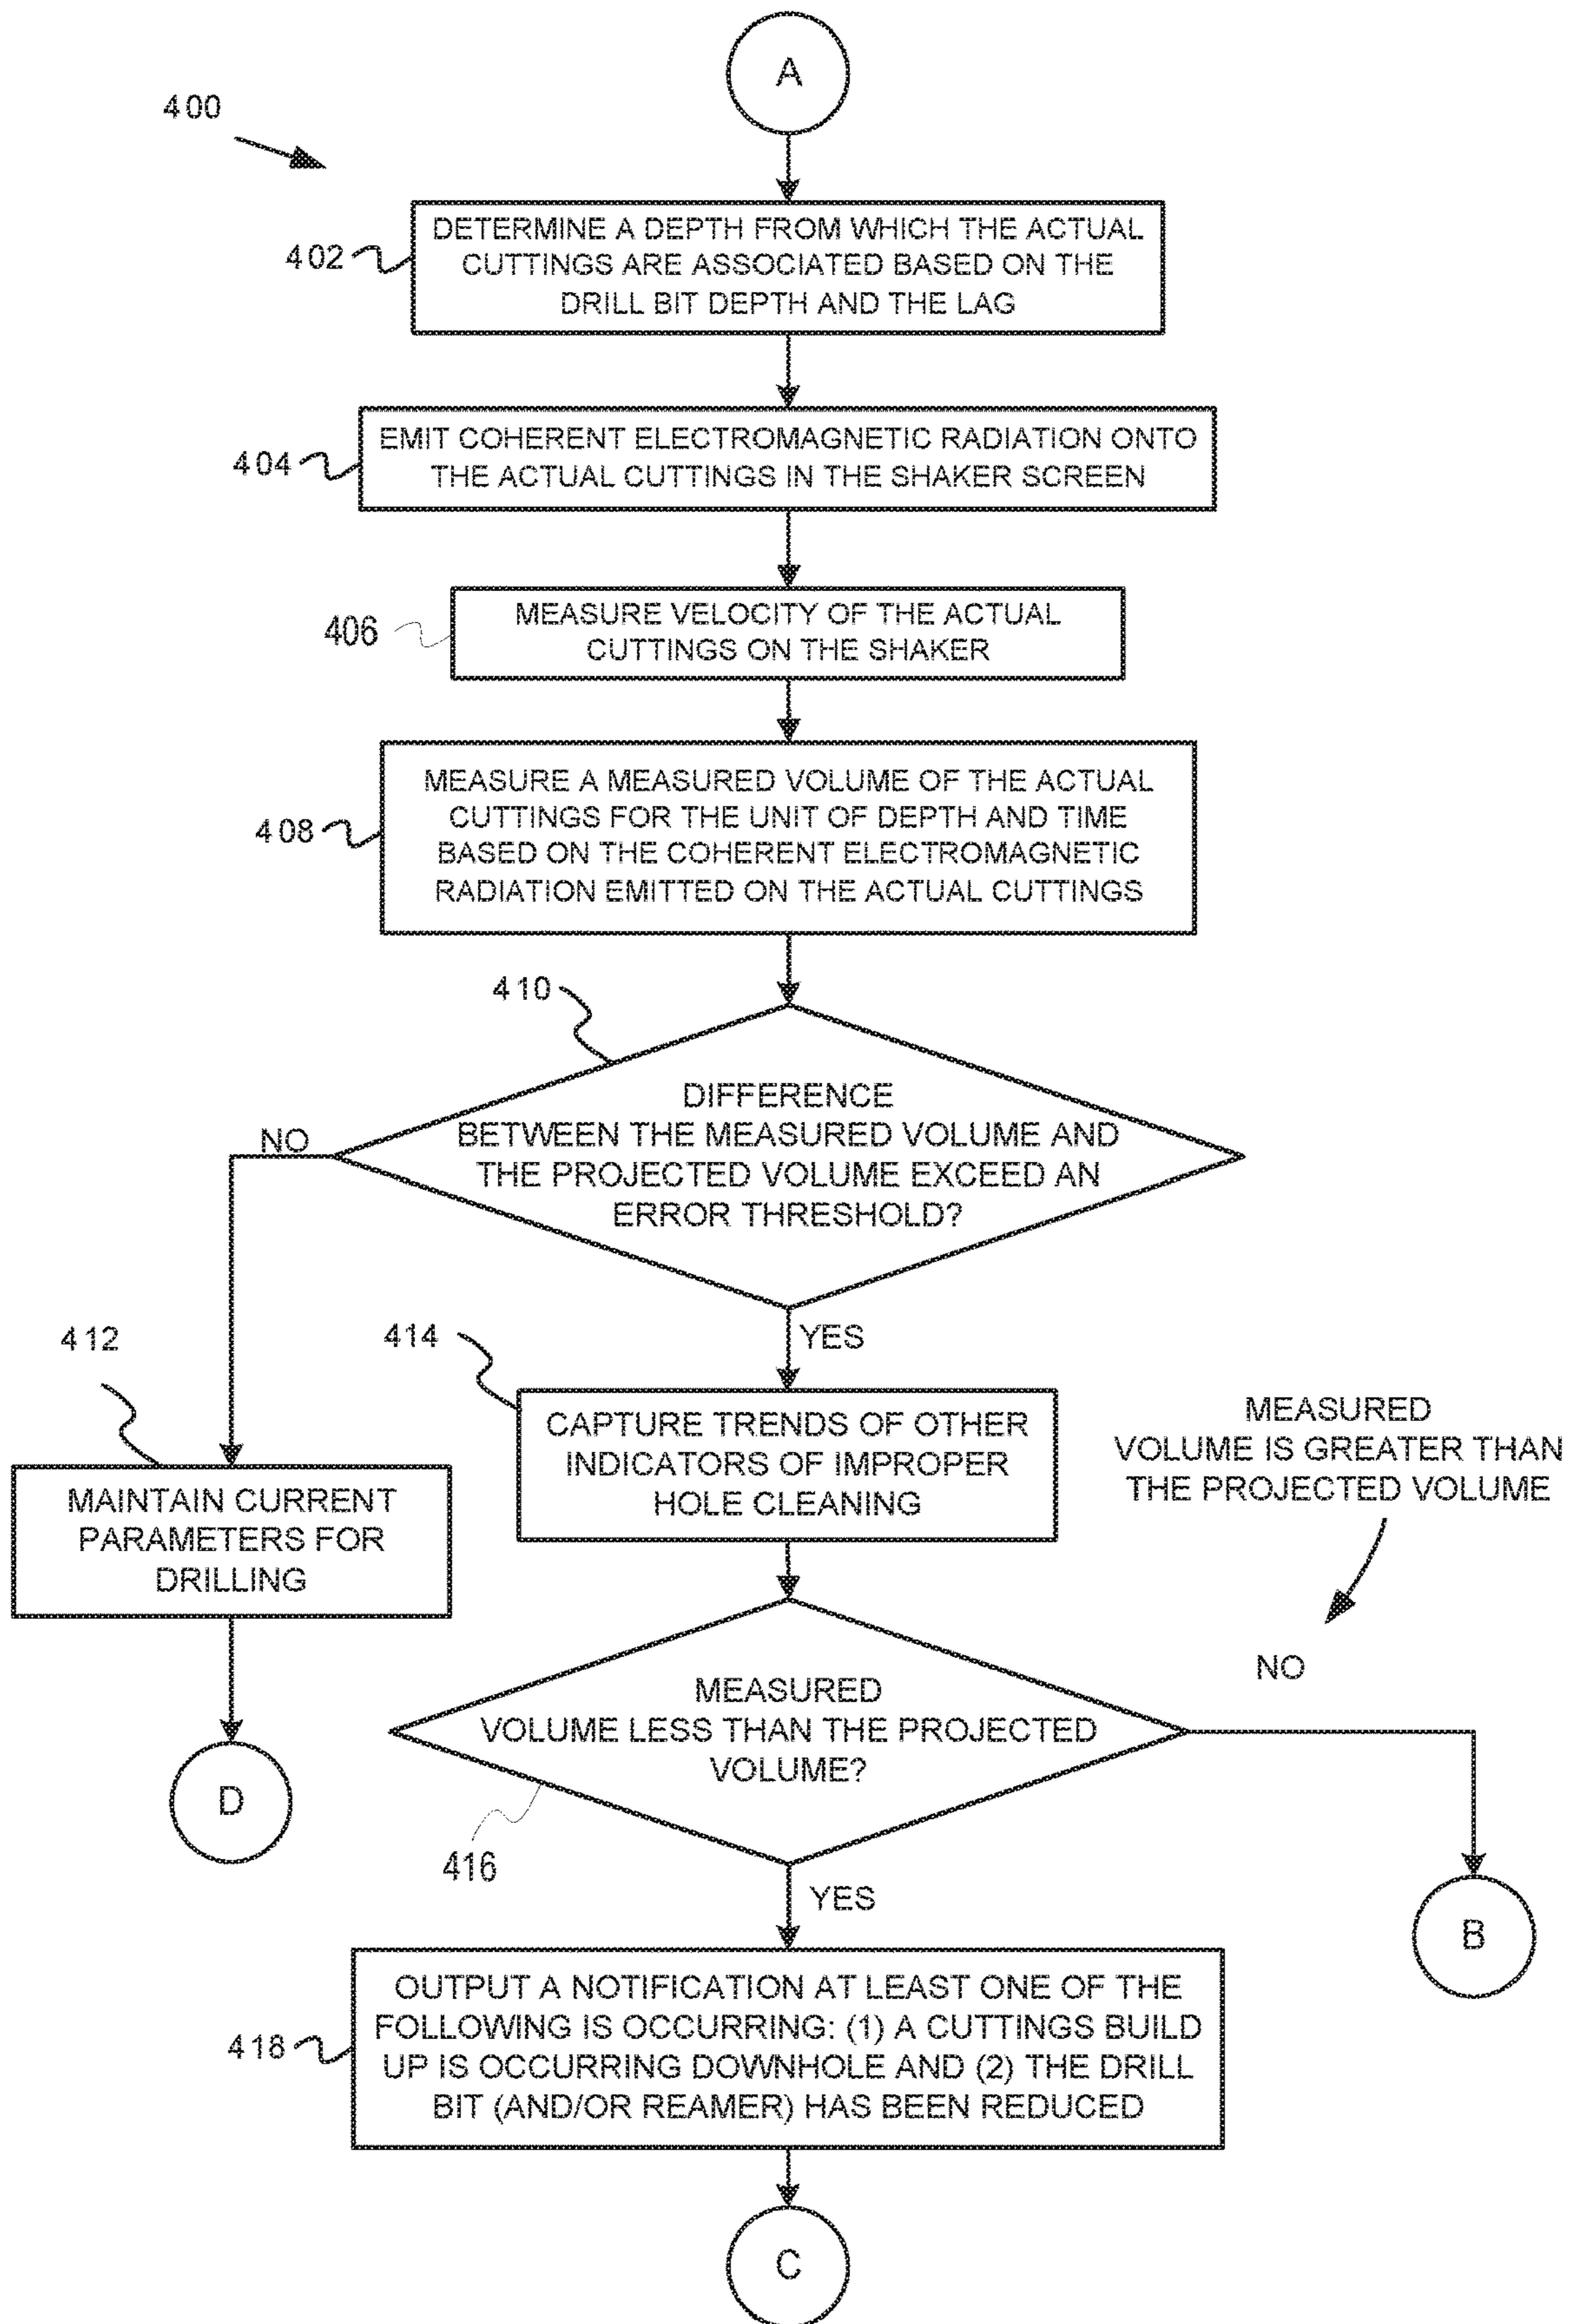 A
400
402
DETERMINE A DEPTH FROM WHICH THE ACTUAL
CUTTINGS ARE ASSOCIATED BASED ON THE
DRILL BIT DEPTH AND THE LAG
404
EMIT COHERENT ELECTROMAGNETIC RADIATION ONTO
THE ACTUAL CUTTINGS IN THE SHAKER SCREEN
406
MEASURE VELOCITY OF THE ACTUAL
CUTTINGS ON THE SHAKER
408
MEASURE A MEASURED VOLUME OF THE ACTUAL
CUTTINGS FOR THE UNIT OF DEPTH AND TIME
BASED ON THE COHERENT ELECTROMAGNETIC
RADIATION EMITTED ON THE ACTUAL CUTTINGS
410
DIFFERENCE
BETWEEN THE MEASURED VOLUME AND
THE PROJECTED VOLUME EXCEED AN
ERROR THRESHOLD?
NO
YES
412
MAINTAIN CURRENT
PARAMETERS FOR
DRILLING
D
414
CAPTURE TRENDS OF OTHER
INDICATORS OF IMPROPER
HOLE CLEANING
MEASURED
VOLUME IS GREATER THAN
THE PROJECTED VOLUME
NO
MEASURED
VOLUME LESS THAN THE PROJECTED
VOLUME?
416
YES
B
418
OUTPUT A NOTIFICATION AT LEAST ONE OF THE
FOLLOWING IS OCCURRING: (1) A CUTTINGS BUILD
UP IS OCCURRING DOWNHOLE AND (2) THE DRILL
BIT (AND/OR REAMER) HAS BEEN REDUCED
C